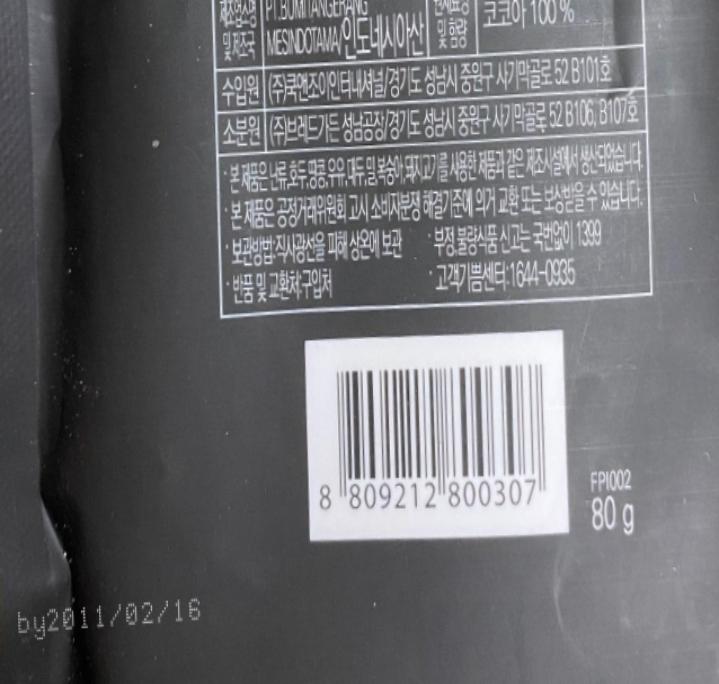 제조업소명 PT.BUMITANGERANG 원재료명 코코아 100 %
및 제조국 MESINDOTAMA/인도네시아산 및 함량
수입원 (주)쿡앤조이인터내셔널/경기도 성남시 중원구 사기막골로 52 B101호
소분원 (주)브레드가든 성남공장/경기도 성남시 중원구 사기막골로 52 B106, B107호
· 본 제품은 난류,호두,땅콩,우유,대두,밀,복숭아,돼지고기를 사용한 제품과 같은 제조시설에서 생산되었습니다.
· 본 제품은 공정거래위원회 고시 소비자분쟁 해결기준에 의거 교환 또는 보상받을 수 있습니다.
· 보관방법:직사광선을 피해 상온에 보관 · 부정,불량식품 신고는 국번없이 1399
· 반품 및 교환처:구입처 · 고객기쁨센터:1644-0935
8 809212 800307
FPI002
80 g
by2011/02/16